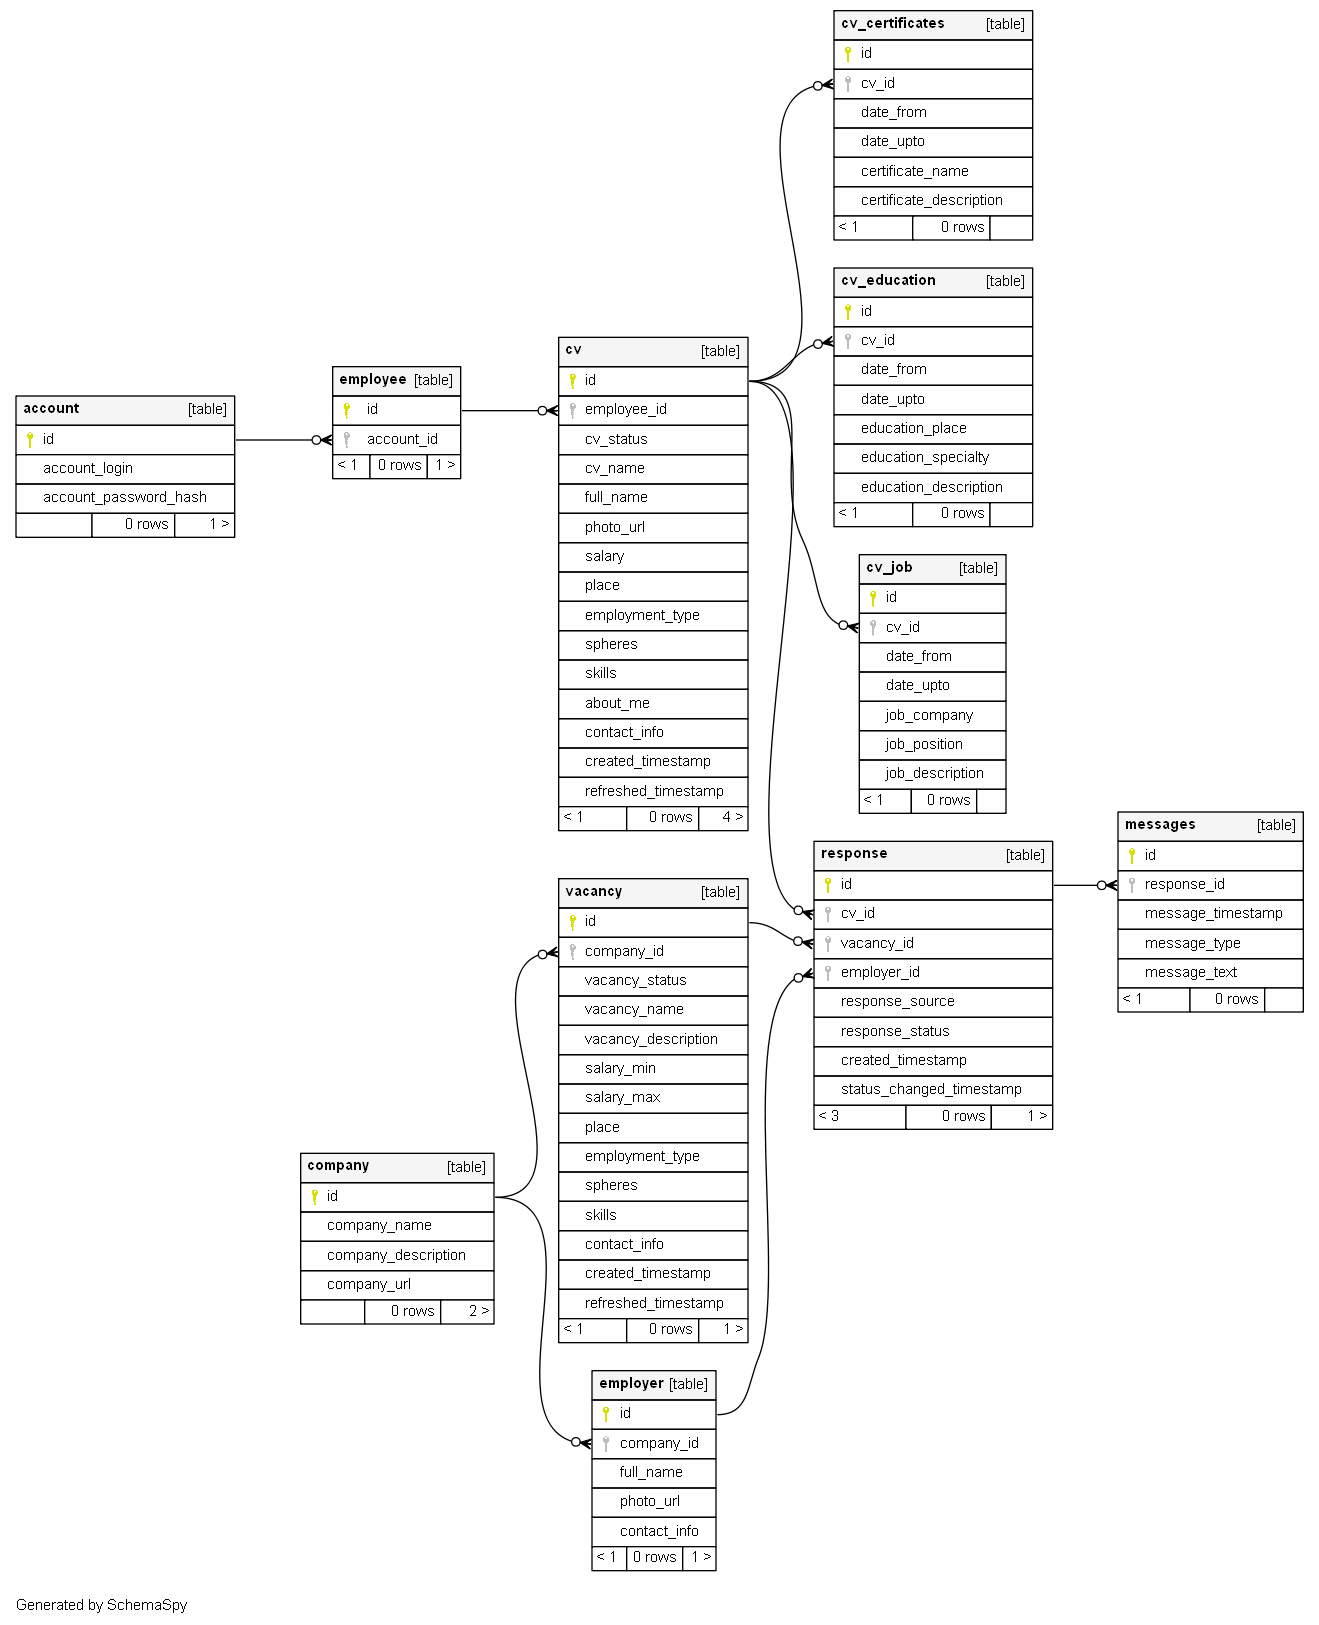 cv_certificates [table]
id
cv_id
date_from
date_upto
certificate_name
certificate_description
< 1 0 rows
cv_education [table]
id
cv_id
date_from
date_upto
education_place
education_specialty
education_description
< 1 0 rows
cv [table]
id
employee_id
cv_status
cv_name
full_name
photo_url
salary
place
employment_type
spheres
skills
about_me
contact_info
created_timestamp
refreshed_timestamp
< 1 0 rows 4 >
employee [table]
id
account_id
< 1 0 rows 1 >
account [table]
id
account_login
account_password_hash
0 rows 1 >
cv_job [table]
id
cv_id
date_from
date_upto
job_company
job_position
job_description
< 1 0 rows
messages [table]
id
response_id
message_timestamp
message_type
message_text
< 1 0 rows
response [table]
id
cv_id
vacancy_id
employer_id
response_source
response_status
created_timestamp
status_changed_timestamp
< 3 0 rows 1 >
vacancy [table]
id
company_id
vacancy_status
vacancy_name
vacancy_description
salary_min
salary_max
place
employment_type
spheres
skills
contact_info
created_timestamp
refreshed_timestamp
< 1 0 rows 1 >
company [table]
id
company_name
company_description
company_url
0 rows 2 >
employer [table]
id
company_id
full_name
photo_url
contact_info
< 1 0 rows 1 >
Generated by SchemaSpy